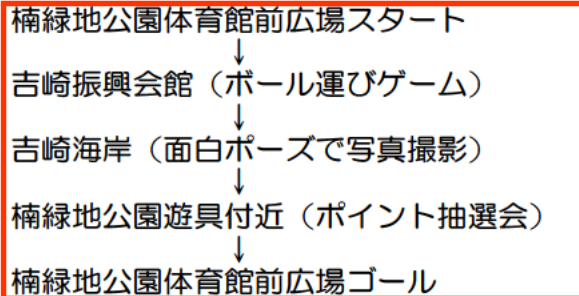 楠緑地公園体育館前広場スタート
↓
吉崎振興会館（ボール運びゲーム）
↓
吉崎海岸（面白ポーズで写真撮影）
↓
楠緑地公園遊具付近（ポイント抽選会）
↓
楠緑地公園体育館前広場ゴール